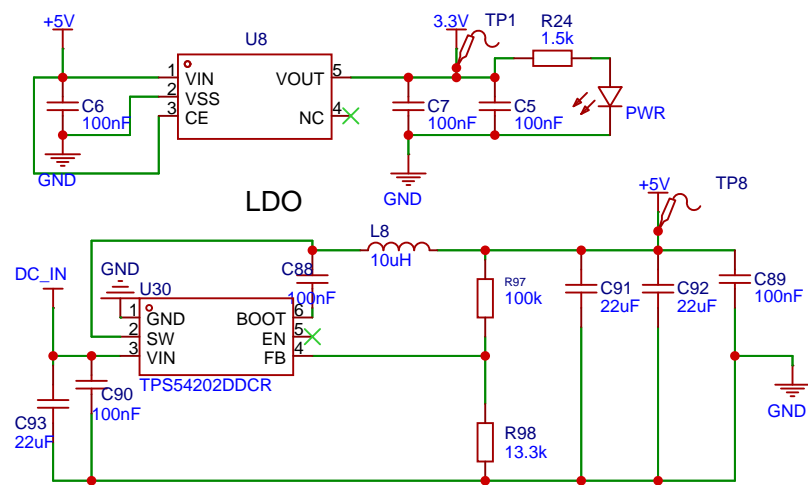 +5V
U8
3.3V
TP1
R24
1.5k
1
VIN
VOUT
5
2
VSS
3
CE
NC
4
C6
100nF
C7
100nF
C5
100nF
PWR
GND
GND
LDO
+5V
TP8
L8
10uH
DC_IN
GND
U30
C88
100nF
R97
100k
C91
22uF
C92
22uF
C89
100nF
1
GND
BOOT
6
2
SW
EN
5
3
VIN
FB
4
TPS54202DDCR
C90
100nF
C93
22uF
R98
13.3k
GND